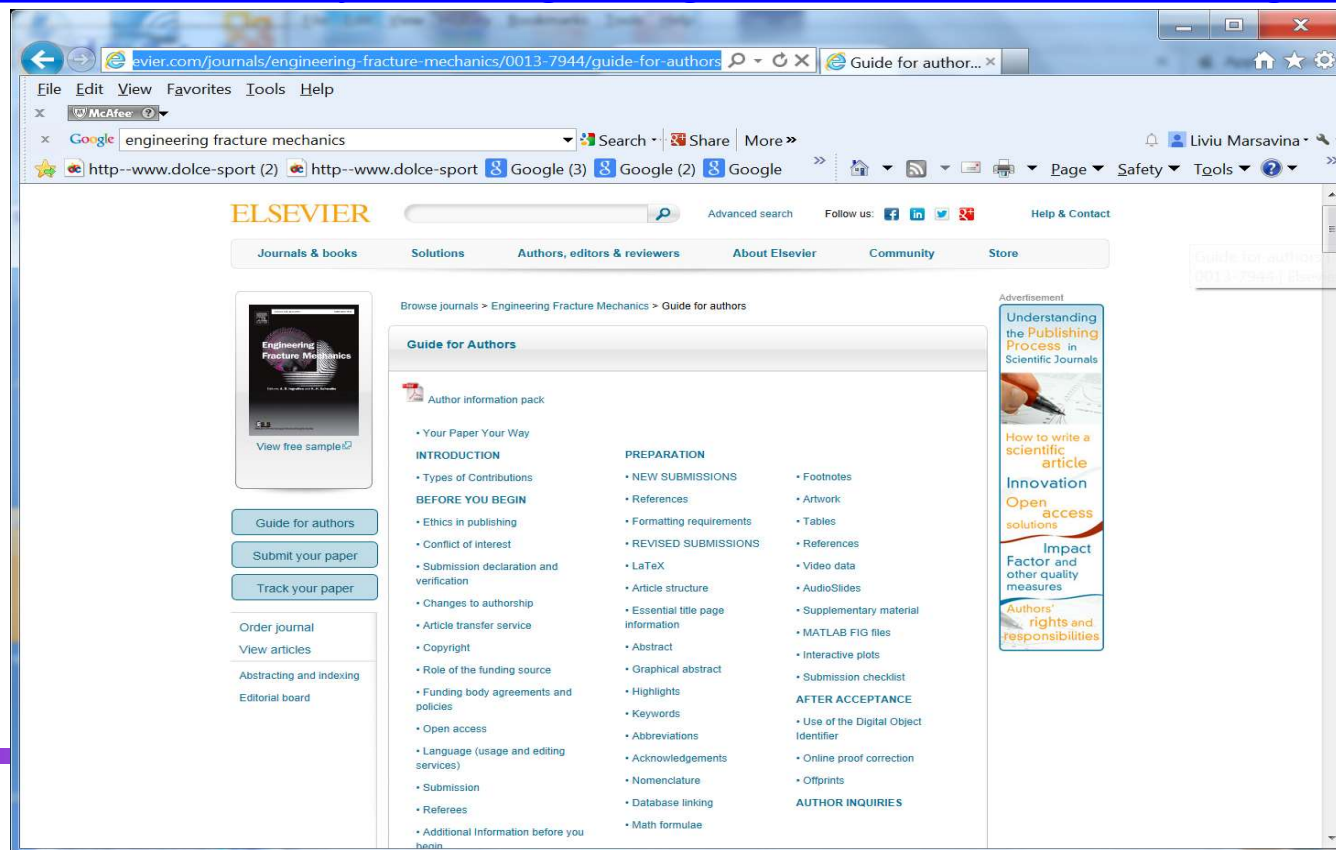 evier.com/journals/engineering-fracture-mechanics/0013-7944/guide-for-authors
Guide for author...
File Edit View Favorites Tools Help
x McAfee
x Google engineering fracture mechanics Search Share More » Liviu Marsavina
http--www.dolce-sport (2) http--www.dolce-sport Google (3) Google (2) Google » Page Safety Tools »
ELSEVIER
Advanced search Follow us: Help & Contact
Journals & books Solutions Authors, editors & reviewers About Elsevier Community Store
Engineering
Fracture Mechanics
View free sample
Guide for authors
Submit your paper
Track your paper
Order journal
View articles
Abstracting and indexing
Editorial board
Browse journals > Engineering Fracture Mechanics > Guide for authors
Guide for Authors
Author information pack
• Your Paper Your Way
INTRODUCTION
• Types of Contributions
BEFORE YOU BEGIN
• Ethics in publishing
• Conflict of interest
• Submission declaration and
verification
• Changes to authorship
• Article transfer service
• Copyright
• Role of the funding source
• Funding body agreements and
policies
• Open access
• Language (usage and editing
services)
• Submission
• Referees
• Additional Information before you
begin
PREPARATION
• NEW SUBMISSIONS
• References
• Formatting requirements
• REVISED SUBMISSIONS
• LaTeX
• Article structure
• Essential title page
information
• Abstract
• Graphical abstract
• Highlights
• Keywords
• Abbreviations
• Acknowledgements
• Nomenclature
• Database linking
• Math formulae
• Footnotes
• Artwork
• Tables
• References
• Video data
• AudioSlides
• Supplementary material
• MATLAB FIG files
• Interactive plots
• Submission checklist
AFTER ACCEPTANCE
• Use of the Digital Object
Identifier
• Online proof correction
• Offprints
AUTHOR INQUIRIES
Advertisement
Understanding
the Publishing
Process in
Scientific Journals
How to write a
scientific
article
Innovation
Open
access
solutions
Impact
Factor and
other quality
measures
Authors'
rights and
responsibilities